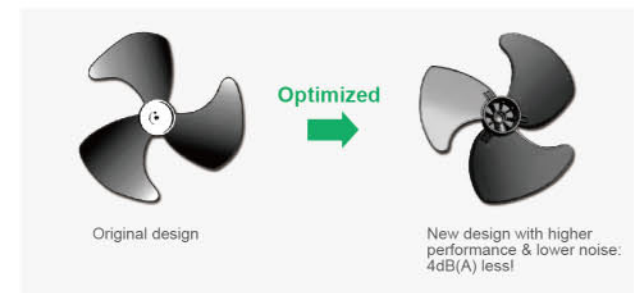 Optimized
Original design
New design with higher
performance & lower noise:
4dB(A) less!